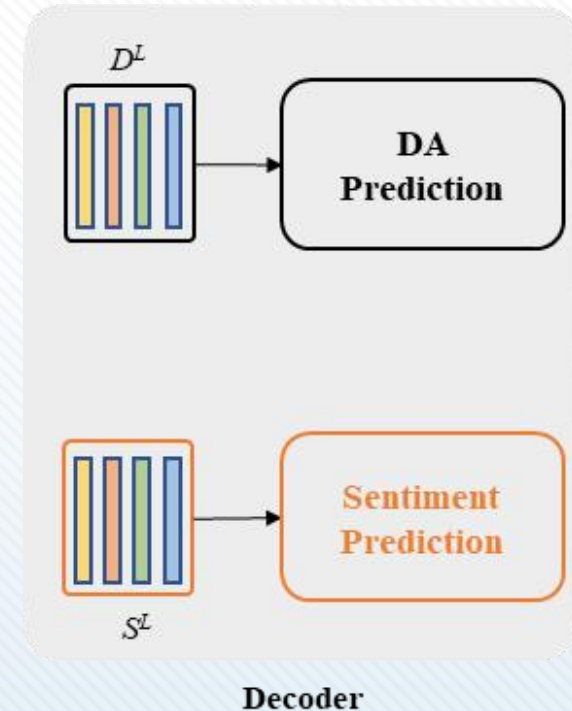 D^L
DA
Prediction
Sentiment
Prediction
S^L
Decoder